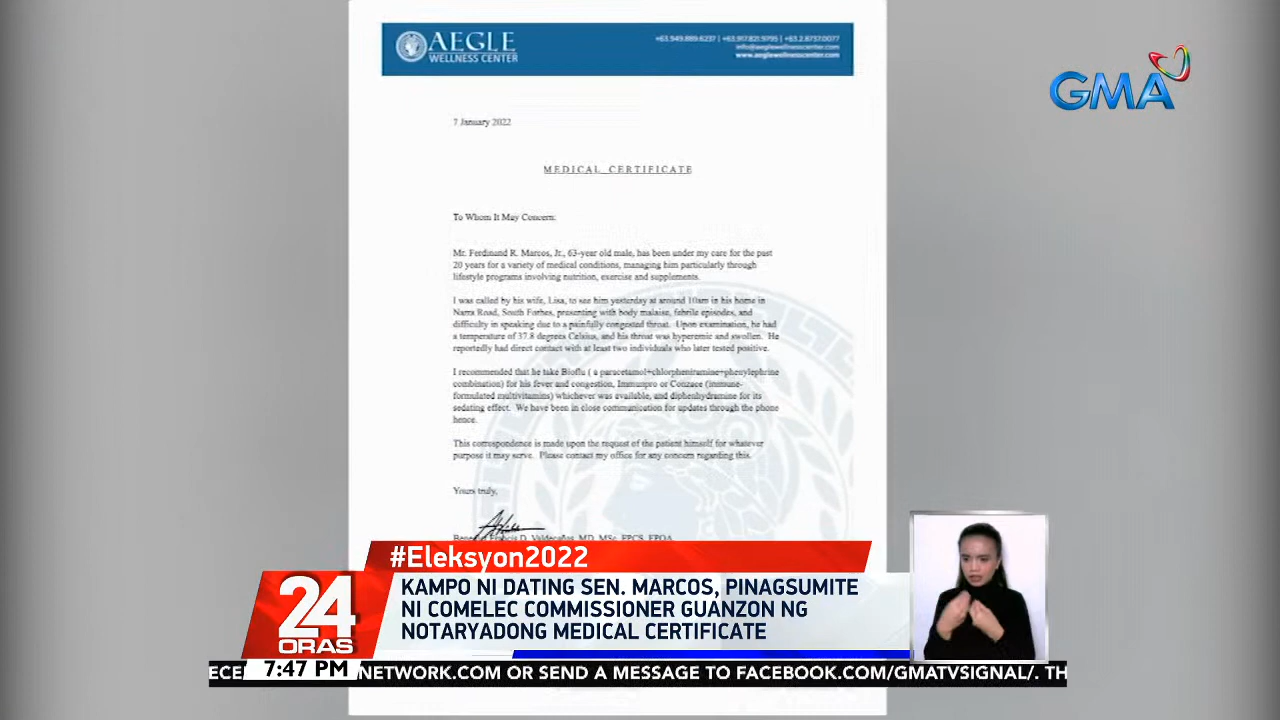 AEGLE
WELLNESS CENTER
+63.949.889.6237 | +63.917.821.9795 | +63.2.8737.0077
info@aeglewellnesscenter.com
www.aeglewellnesscenter.com
GMA
7 January 2022
MEDICAL CERTIFICATE
To Whom It May Concern:
Mr. Ferdinand R. Marcos, Jr., 63-year old male, has been under my care for the past
20 years for a variety of medical conditions, managing him particularly through
lifestyle programs involving nutrition, exercise and supplements.
I was called by his wife, Lisa, to see him yesterday at around 10am in his home in
Narra Road, South Forbes, presenting with body malaise, febrile episodes, and
difficulty in speaking due to a painfully congested throat. Upon examination, he had
a temperature of 37.8 degrees Celsius, and his throat was hyperemic and swollen. He
reportedly had direct contact with at least two individuals who later tested positive.
I recommended that he take Bioflu ( a paracetamol+chlorpheniramine+phenylephrine
combination) for his fever and congestion, Immunpro or Conzace (immune-
formulated multivitamins) whichever was available, and diphenhydramine for its
sedating effect. We have been in close communication for updates through the phone
hence.
This correspondence is made upon the request of the patient himself for whatever
purpose it may serve. Please contact my office for any concern regarding this.
Yours truly,
Francis D. Valdecañas, MD, MSc, FPCS, FPOA
#Eleksyon2022
KAMPO NI DATING SEN. MARCOS, PINAGSUMITE
NI COMELEC COMMISSIONER GUANZON NG
NOTARYADONG MEDICAL CERTIFICATE
24
ORAS
7:47 PM
ECE NETWORK.COM OR SEND A MESSAGE TO FACEBOOK.COM/GMATVSIGNAL/. TH